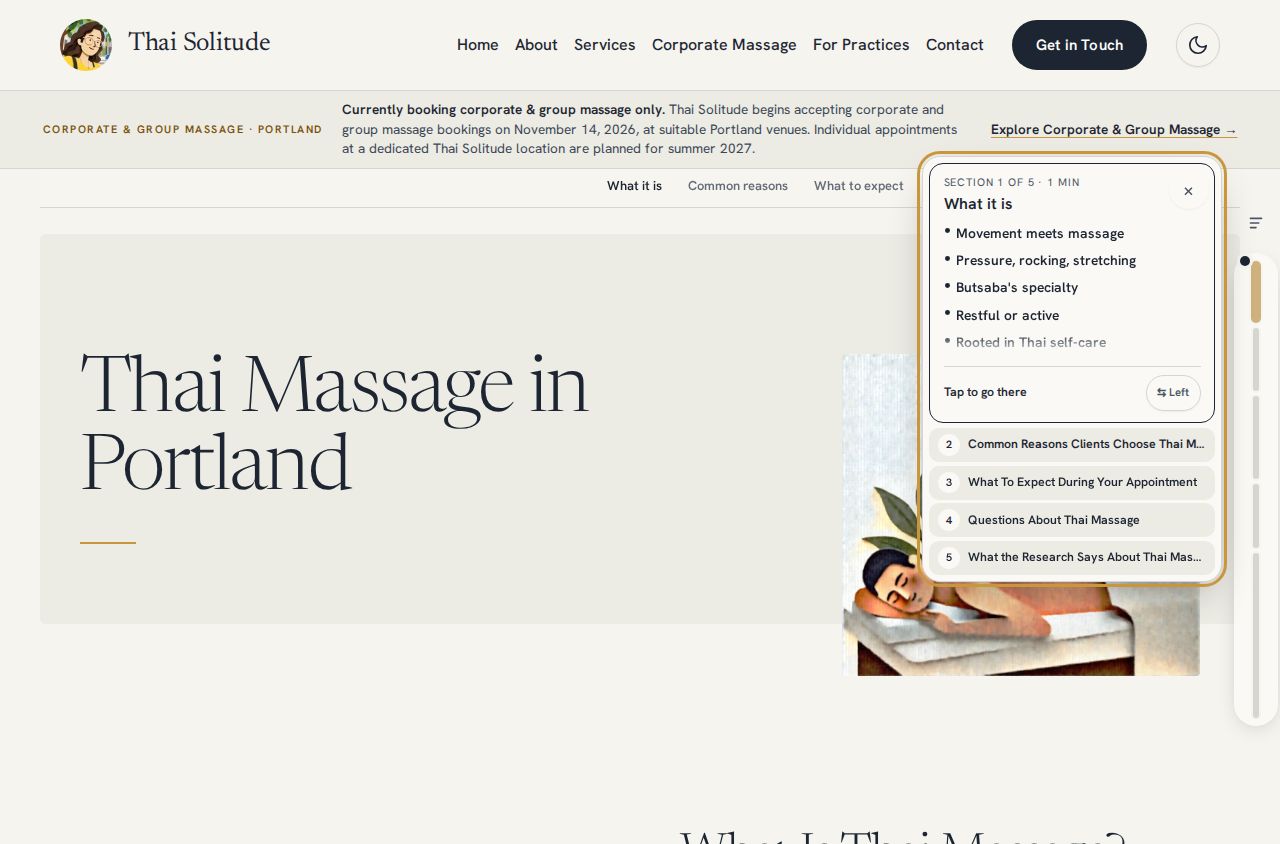 Thai Solitude
Home
About
Services
Corporate Massage
For Practices
Contact
Get in Touch
CORPORATE & GROUP MASSAGE · PORTLAND
Currently booking corporate & group massage only. Thai Solitude begins accepting corporate and
group massage bookings on November 14, 2026, at suitable Portland venues. Individual appointments
at a dedicated Thai Solitude location are planned for summer 2027.
Explore Corporate & Group Massage →
What it is
Common reasons
What to expect
SECTION 1 OF 5 · 1 MIN
×
What it is
• Movement meets massage
• Pressure, rocking, stretching
• Butsaba's specialty
• Restful or active
• Rooted in Thai self-care
Tap to go there
⇆ Left
2 Common Reasons Clients Choose Thai M...
3 What To Expect During Your Appointment
4 Questions About Thai Massage
5 What the Research Says About Thai Mas...
Thai Massage in
Portland
What Is Thai Massage?